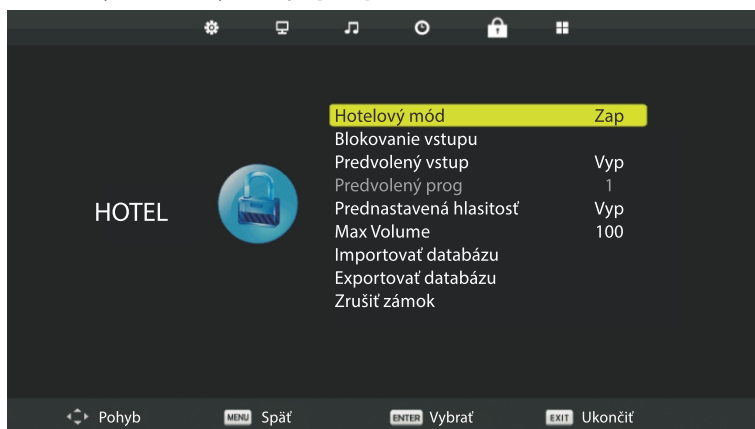 Hotelový mód Zap
Blokovanie vstupu
Predvolený vstup Vyp
Predvolený prog 1
HOTEL
Prednastavená hlasitosť Vyp
Max Volume 100
Importovať databázu
Exportovať databázu
Zrušiť zámok
Pohyb MENU Späť ENTER Vybrať EXIT Ukončiť